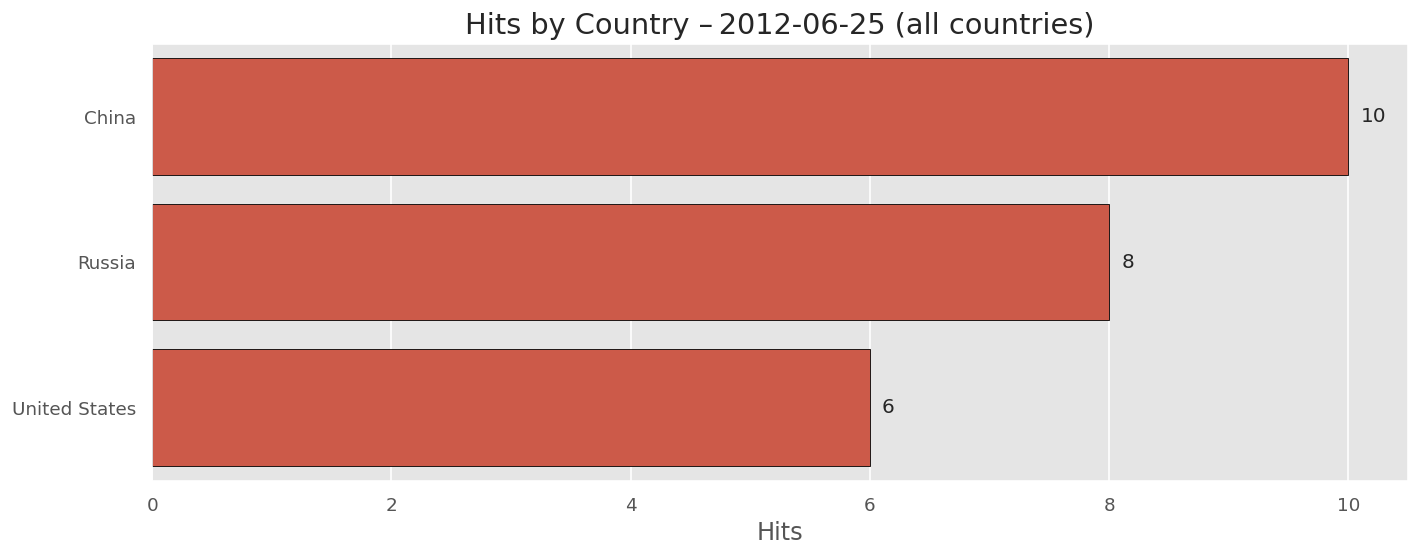 Hits by Country – 2012-06-25 (all countries)
China
10
Russia
8
United States
6
0 2 4 6 8 10
Hits